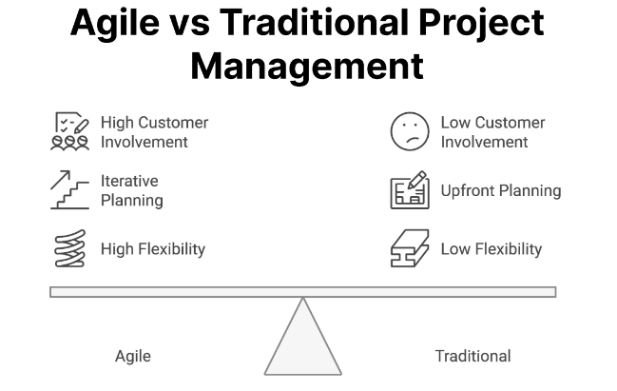 Agile vs Traditional Project
Management
High Customer
Involvement
Low Customer
Involvement
Iterative
Planning
Upfront Planning
High Flexibility
Low Flexibility
Agile
Traditional